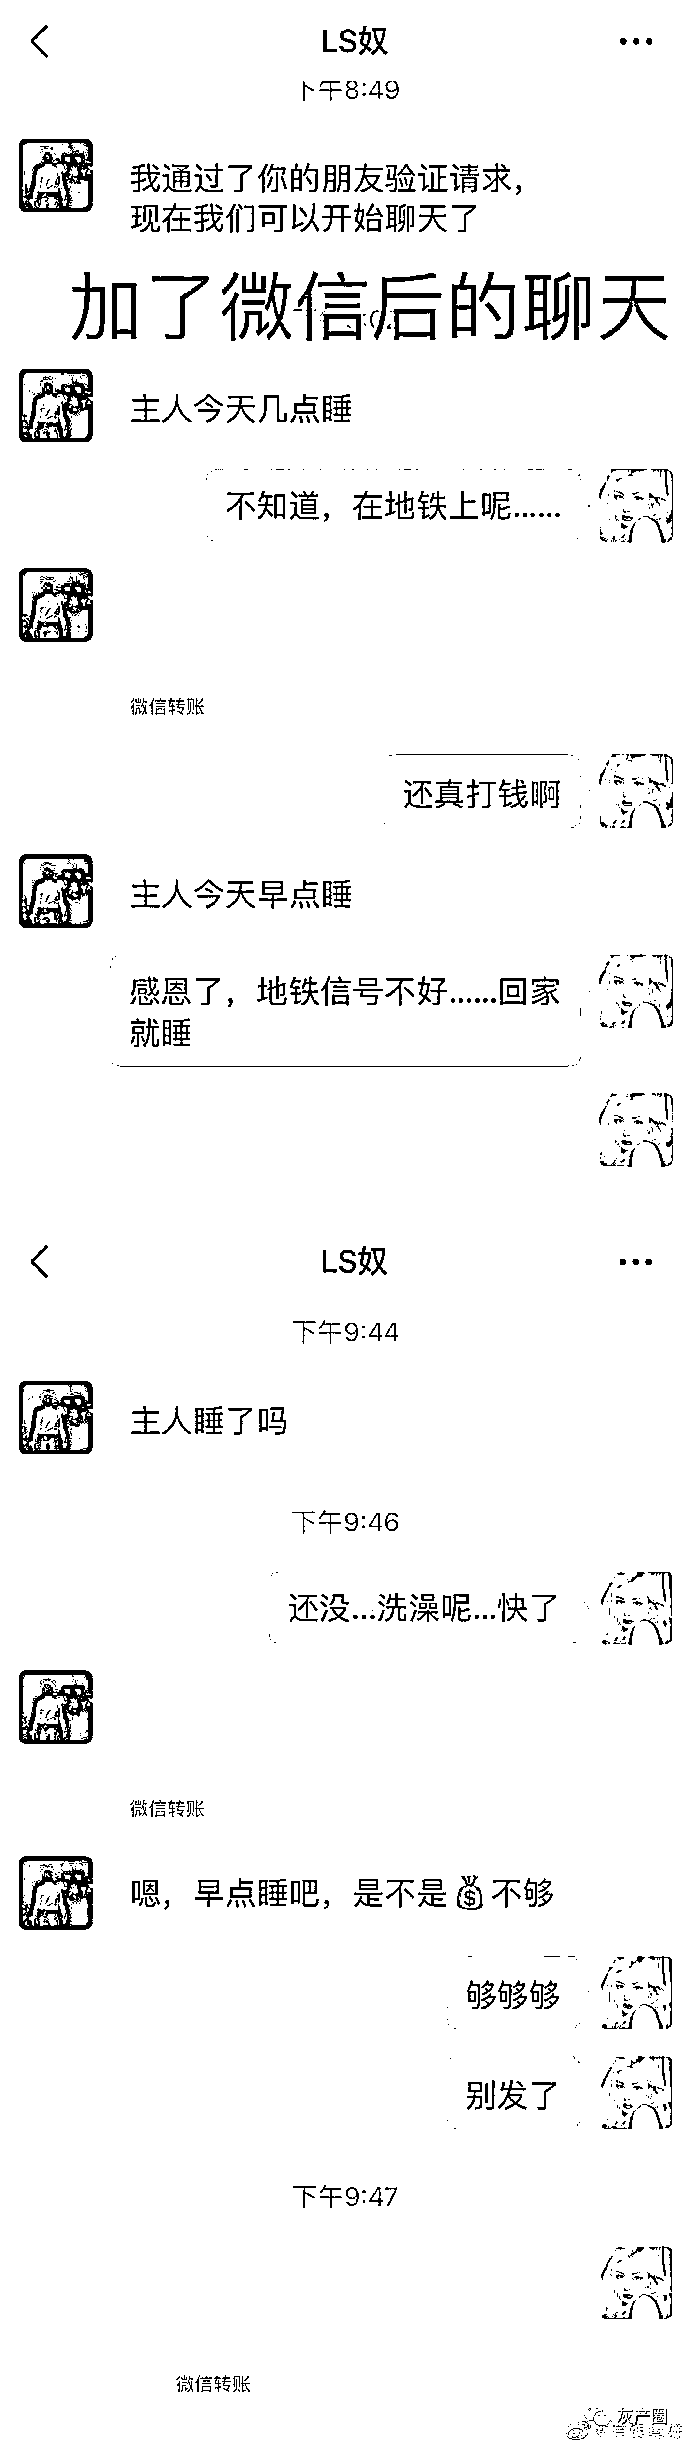 LS奴
下午8:49
我通过了你的朋友验证请求，
现在我们可以开始聊天了
加了微信后的聊天
主人今天几点睡
不知道，在地铁上呢……
微信转账
还真打钱啊
主人今天早点睡
感恩了，地铁信号不好……回家
就睡
LS奴
下午9:44
主人睡了吗
下午9:46
还没...洗澡呢...快了
微信转账
嗯，早点睡吧，是不是💰不够
够够够
别发了
下午9:47
微信转账
灰产圈